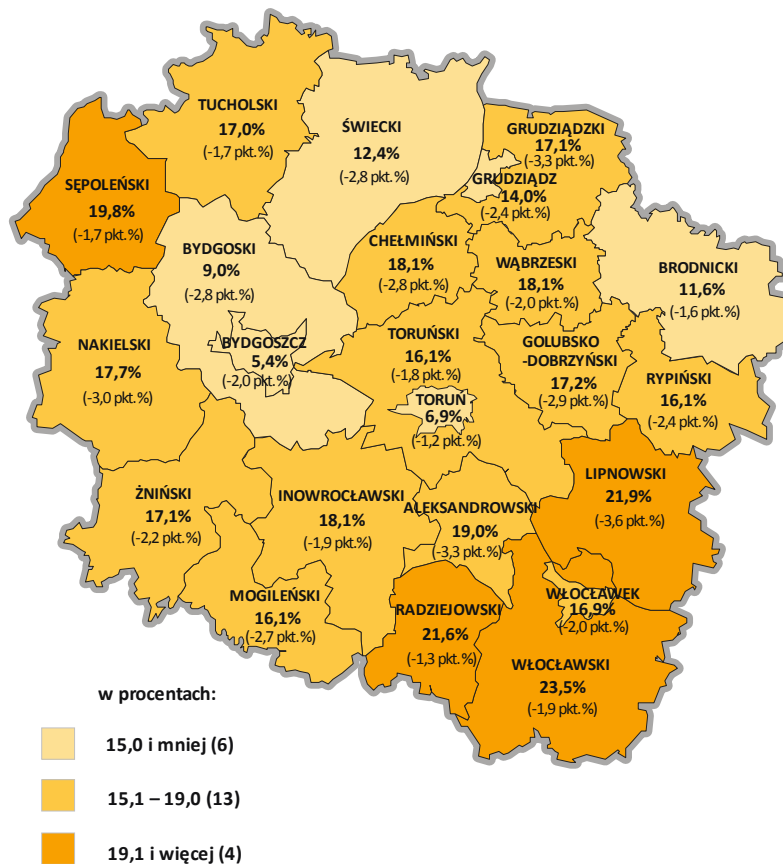 TUCHOLSKI
17,0%
(-1,7 pkt.%)
ŚWIECKI
12,4%
(-2,8 pkt.%)
GRUDZIĄDZKI
17,1%
(-3,3 pkt.%)
GRUDZIĄDZ
14,0%
(-2,4 pkt.%)
SĘPOLEŃSKI
19,8%
(-1,7 pkt.%)
BYDGOSKI
9,0%
(-2,8 pkt.%)
CHEŁMIŃSKI
18,1%
(-2,8 pkt.%)
WĄBRZESKI
18,1%
(-2,0 pkt.%)
BRODNICKI
11,6%
(-1,6 pkt.%)
NAKIELSKI
17,7%
(-3,0 pkt.%)
BYDGOSZCZ
5,4%
(-2,0 pkt.%)
TORUŃSKI
16,1%
(-1,8 pkt.%)
GOLUBSKO
-DOBRZYŃSKI
17,2%
(-2,9 pkt.%)
RYPIŃSKI
16,1%
(-2,4 pkt.%)
TORUŃ
6,9%
(-1,2 pkt.%)
ŻNIŃSKI
17,1%
(-2,2 pkt.%)
INOWROCŁAWSKI
18,1%
(-1,9 pkt.%)
ALEKSANDROWSKI
19,0%
(-3,3 pkt.%)
LIPNOWSKI
21,9%
(-3,6 pkt.%)
MOGILEŃSKI
16,1%
(-2,7 pkt.%)
RADZIEJOWSKI
21,6%
(-1,3 pkt.%)
WŁOCŁAWEK
16,9%
(-2,0 pkt.%)
WŁOCŁAWSKI
23,5%
(-1,9 pkt.%)
w procentach:
15,0 i mniej (6)
15,1 – 19,0 (13)
19,1 i więcej (4)